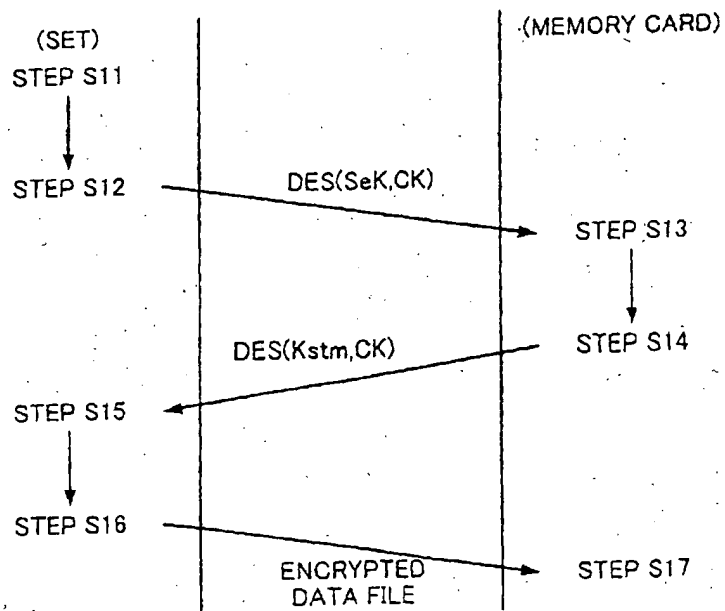 (SET)
(MEMORY CARD)
STEP S11
STEP S12
DES(SeK,CK)
STEP S13
STEP S14
DES(Kstm,CK)
STEP S15
STEP S16
ENCRYPTED
DATA FILE
STEP S17